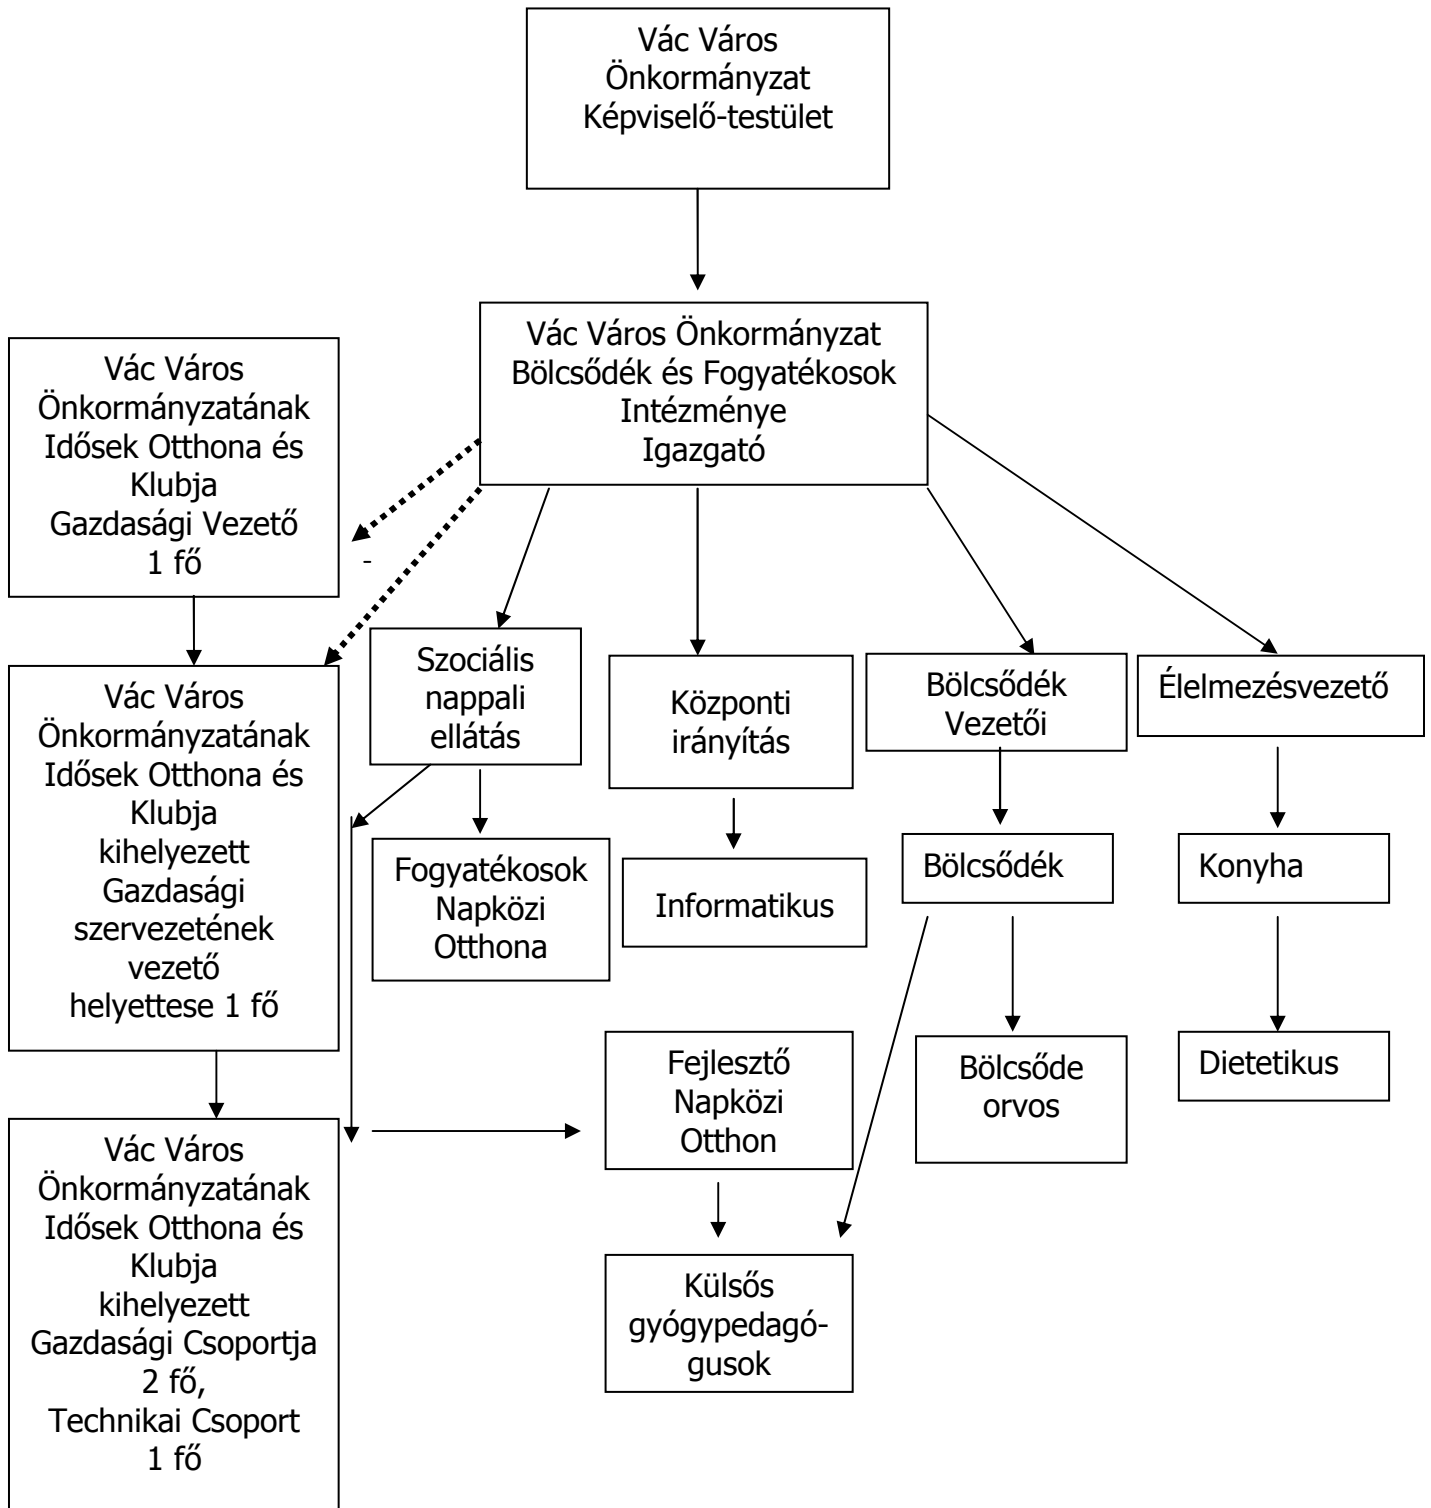 Vác Város
Önkormányzat
Képviselő-testület
Vác Város Önkormányzat
Bölcsődék és Fogyatékosok
Intézménye
Igazgató
Vác Város
Önkormányzatának
Idősek Otthona és
Klubja
Gazdasági Vezető
1 fő
-
Vác Város
Önkormányzatának
Idősek Otthona és
Klubja
kihelyezett
Gazdasági
szervezetének
vezető
helyettese 1 fő
Szociális
nappali
ellátás
Központi
irányítás
Bölcsődék
Vezetői
Élelmezésvezető
Fogyatékosok
Napközi
Otthona
Informatikus
Bölcsődék
Konyha
Fejlesztő
Napközi
Otthon
Bölcsőde
orvos
Dietetikus
Vác Város
Önkormányzatának
Idősek Otthona és
Klubja
kihelyezett
Gazdasági Csoportja
2 fő,
Technikai Csoport
1 fő
Külsős
gyógypedagó-
gusok